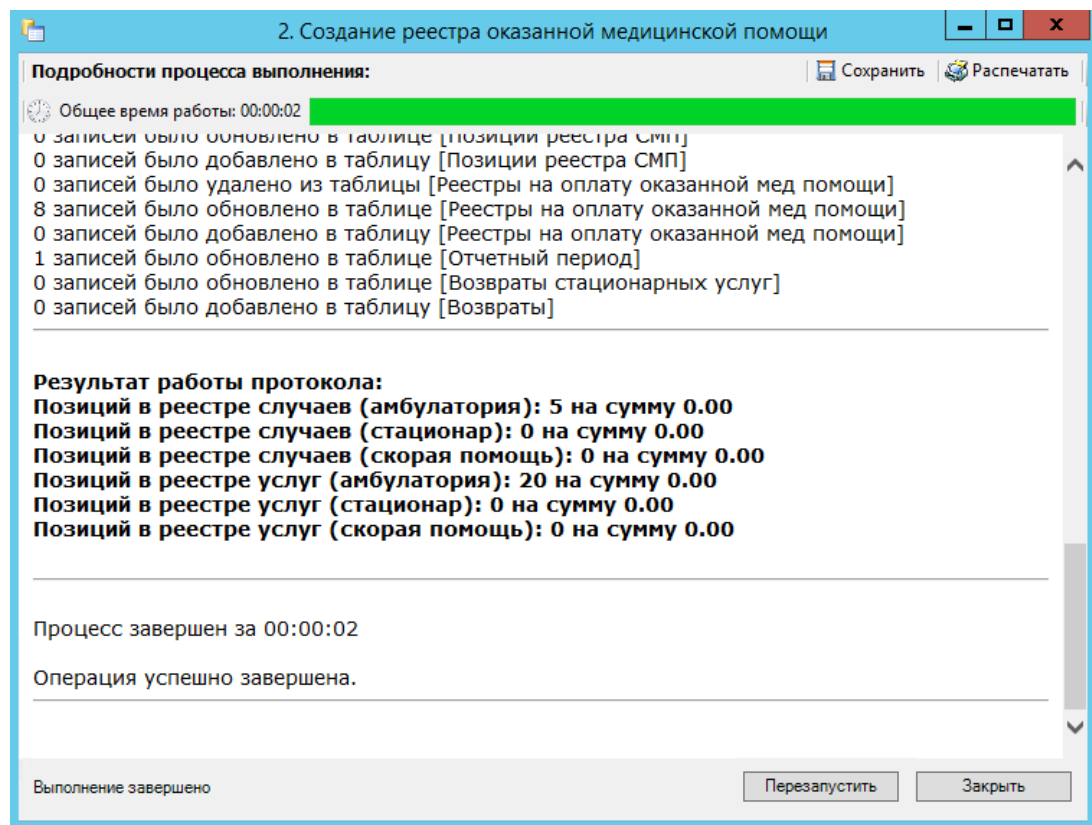 2. Создание реестра оказанной медицинской помощи
Подробности процесса выполнения:
Сохранить
Распечатать
Общее время работы: 00:00:02
0 записей было обновлено в таблице [Позиции реестра СМП]
0 записей было добавлено в таблицу [Позиции реестра СМП]
0 записей было удалено из таблицы [Реестры на оплату оказанной мед помощи]
8 записей было обновлено в таблице [Реестры на оплату оказанной мед помощи]
0 записей было добавлено в таблицу [Реестры на оплату оказанной мед помощи]
1 записей было обновлено в таблице [Отчетный период]
0 записей было обновлено в таблице [Возвраты стационарных услуг]
0 записей было добавлено в таблицу [Возвраты]
Результат работы протокола:
Позиций в реестре случаев (амбулатория): 5 на сумму 0.00
Позиций в реестре случаев (стационар): 0 на сумму 0.00
Позиций в реестре случаев (скорая помощь): 0 на сумму 0.00
Позиций в реестре услуг (амбулатория): 20 на сумму 0.00
Позиций в реестре услуг (стационар): 0 на сумму 0.00
Позиций в реестре услуг (скорая помощь): 0 на сумму 0.00
Процесс завершен за 00:00:02
Операция успешно завершена.
Выполнение завершено
Перезапустить
Закрыть